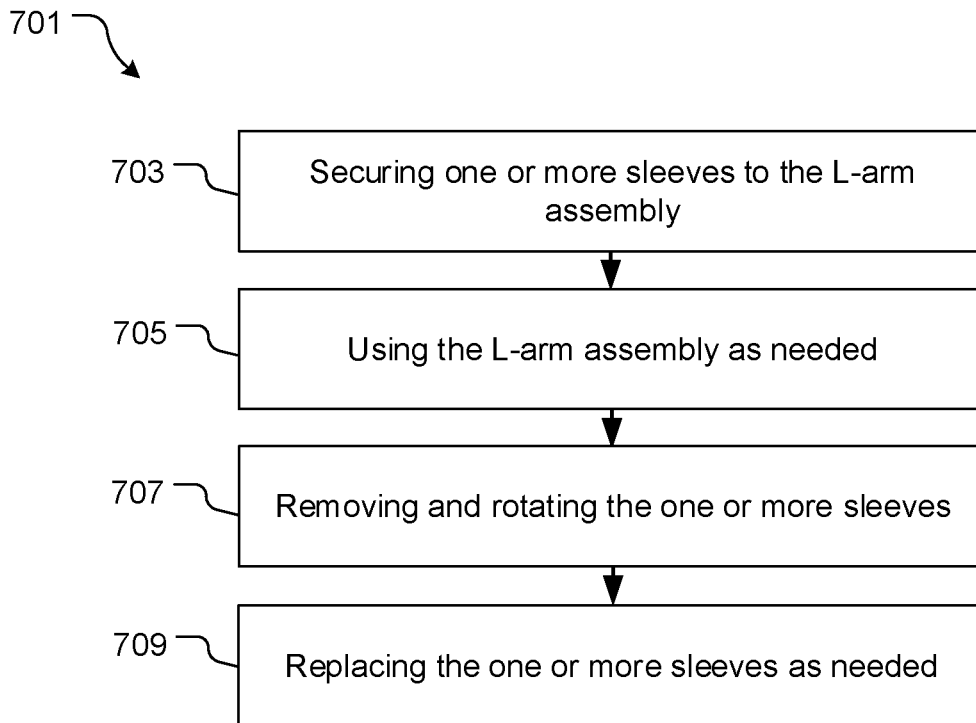 701
703
Securing one or more sleeves to the L-arm
assembly
705
Using the L-arm assembly as needed
707
Removing and rotating the one or more sleeves
709
Replacing the one or more sleeves as needed